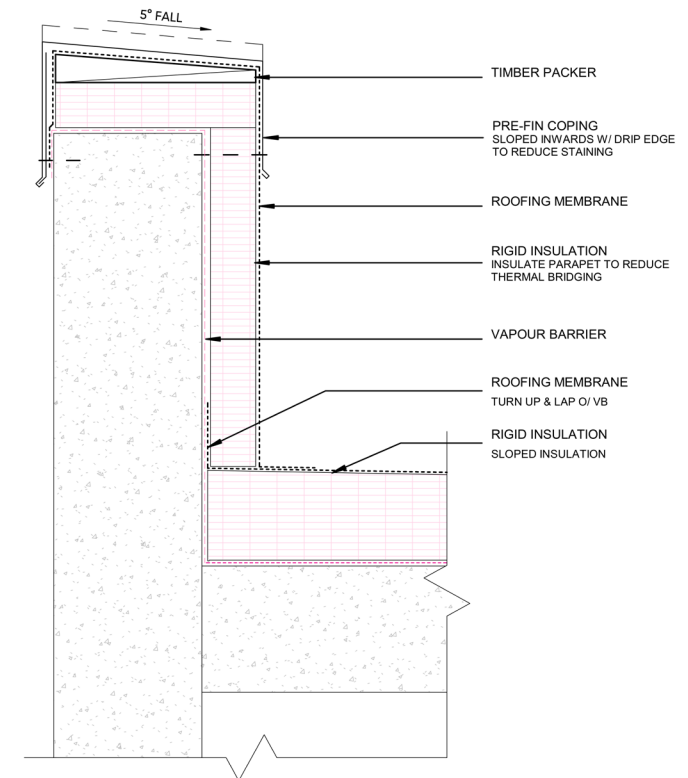 5° FALL
TIMBER PACKER
PRE-FIN COPING
SLOPED INWARDS W/ DRIP EDGE
TO REDUCE STAINING
ROOFING MEMBRANE
RIGID INSULATION
INSULATE PARAPET TO REDUCE
THERMAL BRIDGING
VAPOUR BARRIER
ROOFING MEMBRANE
TURN UP & LAP O/ VB
RIGID INSULATION
SLOPED INSULATION